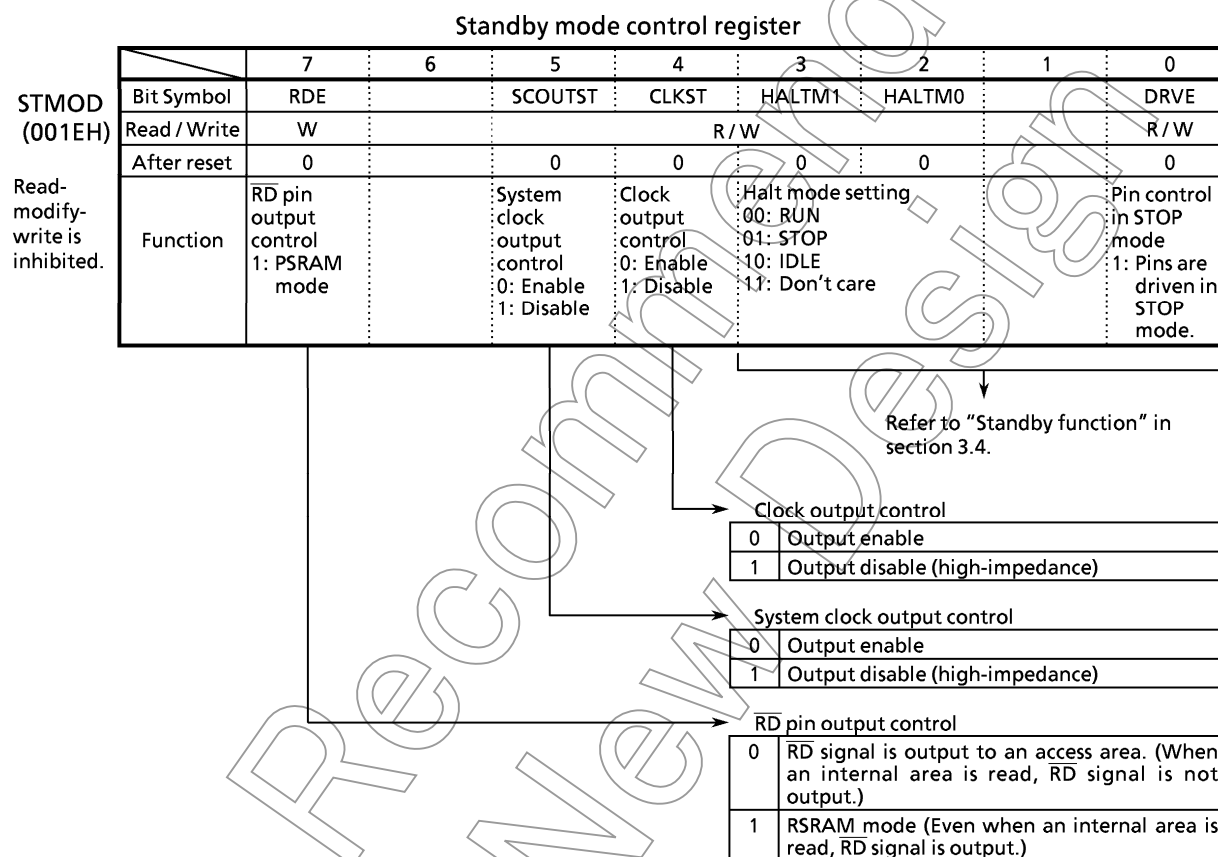 Standby mode control register
7 6 5 4 3 2 1 0
STMOD (001EH)
Bit Symbol RDE SCOUTST CLKST HALTM1 HALTM0 DRVE
Read / Write W R / W R / W
After reset 0 0 0 0 0 0
Read-
modify-
write is
inhibited.
Function
RD pin
output
control
1: PSRAM
mode
System
clock
output
control
0: Enable
1: Disable
Clock
output
control
0: Enable
1: Disable
Halt mode setting
00: RUN
01: STOP
10: IDLE
11: Don't care
Pin control
in STOP
mode
1: Pins are
driven in
STOP
mode.
Refer to "Standby function" in
section 3.4.
Clock output control
0 Output enable
1 Output disable (high-impedance)
System clock output control
0 Output enable
1 Output disable (high-impedance)
RD pin output control
0 RD signal is output to an access area. (When
an internal area is read, RD signal is not
output.)
1 RSRAM mode (Even when an internal area is
read, RD signal is output.)
Recommend
New Design